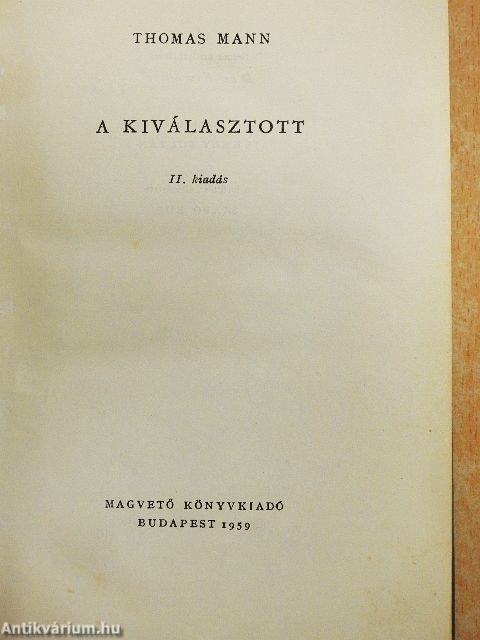 THOMAS MANN
A KIVÁLASZTOTT
II. kiadás
MAGVETŐ KÖNYVKIADÓ
BUDAPEST 1959
Antikvárium.hu